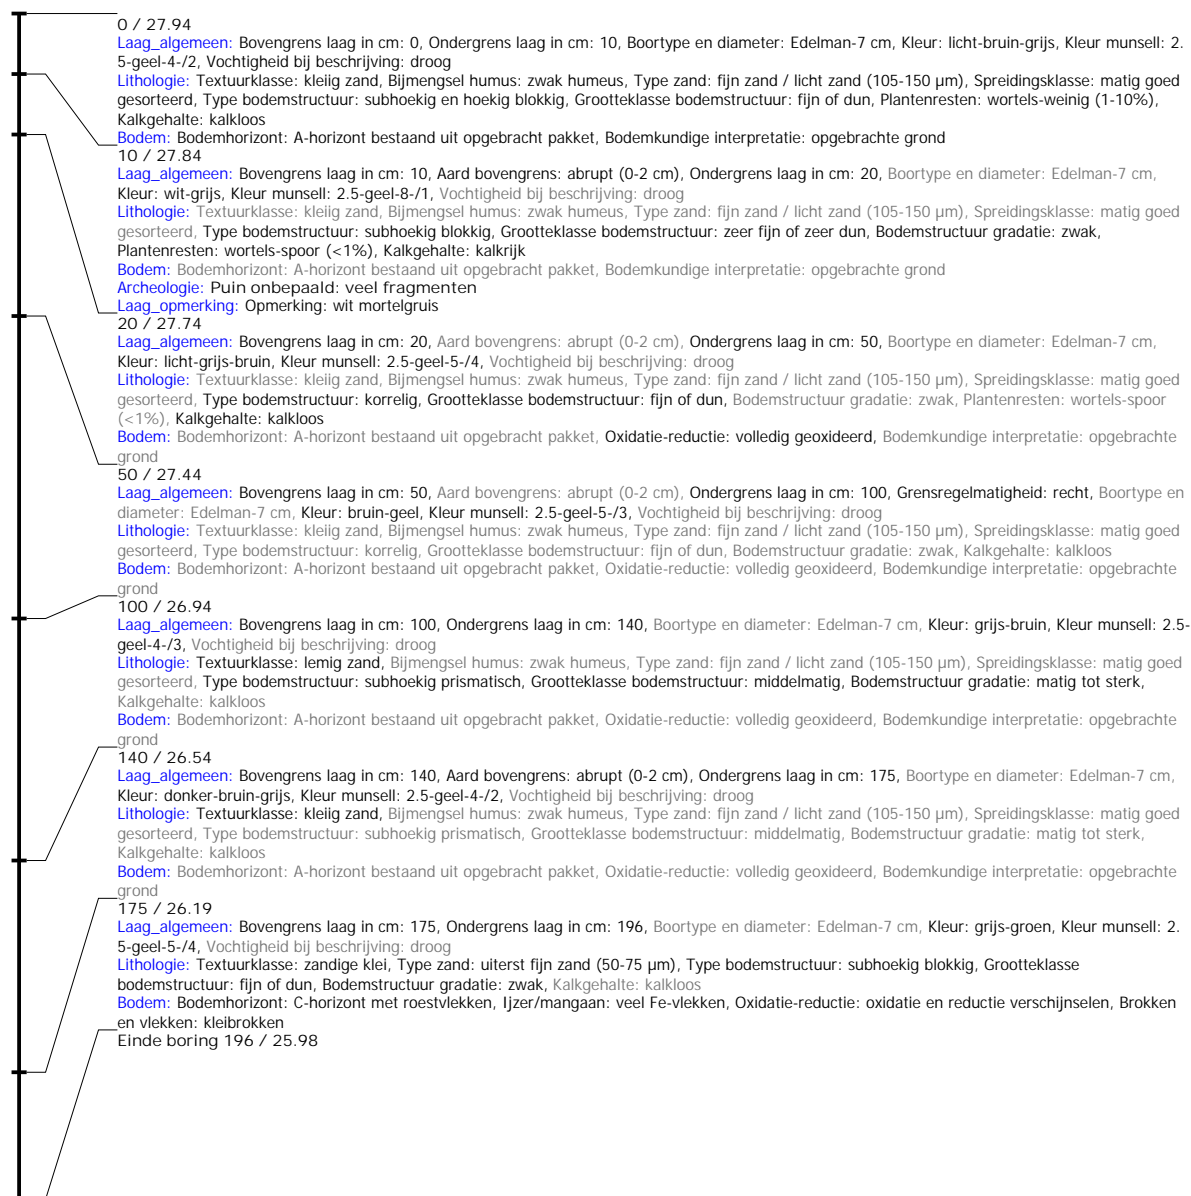 0 / 27.94
Laag_algemeen: Bovengrens laag in cm: 0, Ondergrens laag in cm: 10, Boortype en diameter: Edelman-7 cm, Kleur: licht-bruin-grijs, Kleur munsell: 2.
5-geel-4-/2, Vochtigheid bij beschrijving: droog
Lithologie: Textuurklasse: kleiig zand, Bijmengsel humus: zwak humeus, Type zand: fijn zand / licht zand (105-150 µm), Spreidingsklasse: matig goed
gesorteerd, Type bodemstructuur: subhoekig en hoekig blokkig, Grootteklasse bodemstructuur: fijn of dun, Plantenresten: wortels-weinig (1-10%),
Kalkgehalte: kalkloos
Bodem: Bodemhorizont: A-horizont bestaand uit opgebracht pakket, Bodemkundige interpretatie: opgebrachte grond
10 / 27.84
Laag_algemeen: Bovengrens laag in cm: 10, Aard bovengrens: abrupt (0-2 cm), Ondergrens laag in cm: 20, Boortype en diameter: Edelman-7 cm,
Kleur: wit-grijs, Kleur munsell: 2.5-geel-8-/1, Vochtigheid bij beschrijving: droog
Lithologie: Textuurklasse: kleiig zand, Bijmengsel humus: zwak humeus, Type zand: fijn zand / licht zand (105-150 µm), Spreidingsklasse: matig goed
gesorteerd, Type bodemstructuur: subhoekig blokkig, Grootteklasse bodemstructuur: zeer fijn of zeer dun, Bodemstructuur gradatie: zwak,
Plantenresten: wortels-spoor (<1%), Kalkgehalte: kalkrijk
Bodem: Bodemhorizont: A-horizont bestaand uit opgebracht pakket, Bodemkundige interpretatie: opgebrachte grond
Archeologie: Puin onbepaald: veel fragmenten
Laag_opmerking: Opmerking: wit mortelgruis
20 / 27.74
Laag_algemeen: Bovengrens laag in cm: 20, Aard bovengrens: abrupt (0-2 cm), Ondergrens laag in cm: 50, Boortype en diameter: Edelman-7 cm,
Kleur: licht-grijs-bruin, Kleur munsell: 2.5-geel-5-/4, Vochtigheid bij beschrijving: droog
Lithologie: Textuurklasse: kleiig zand, Bijmengsel humus: zwak humeus, Type zand: fijn zand / licht zand (105-150 µm), Spreidingsklasse: matig goed
gesorteerd, Type bodemstructuur: korrelig, Grootteklasse bodemstructuur: fijn of dun, Bodemstructuur gradatie: zwak, Plantenresten: wortels-spoor
(<1%), Kalkgehalte: kalkloos
Bodem: Bodemhorizont: A-horizont bestaand uit opgebracht pakket, Oxidatie-reductie: volledig geoxideerd, Bodemkundige interpretatie: opgebrachte
grond
50 / 27.44
Laag_algemeen: Bovengrens laag in cm: 50, Aard bovengrens: abrupt (0-2 cm), Ondergrens laag in cm: 100, Grensregelmatigheid: recht, Boortype en
diameter: Edelman-7 cm, Kleur: bruin-geel, Kleur munsell: 2.5-geel-5-/3, Vochtigheid bij beschrijving: droog
Lithologie: Textuurklasse: kleiig zand, Bijmengsel humus: zwak humeus, Type zand: fijn zand / licht zand (105-150 µm), Spreidingsklasse: matig goed
gesorteerd, Type bodemstructuur: korrelig, Grootteklasse bodemstructuur: fijn of dun, Bodemstructuur gradatie: zwak, Kalkgehalte: kalkloos
Bodem: Bodemhorizont: A-horizont bestaand uit opgebracht pakket, Oxidatie-reductie: volledig geoxideerd, Bodemkundige interpretatie: opgebrachte
grond
100 / 26.94
Laag_algemeen: Bovengrens laag in cm: 100, Ondergrens laag in cm: 140, Boortype en diameter: Edelman-7 cm, Kleur: grijs-bruin, Kleur munsell: 2.5-
geel-4-/3, Vochtigheid bij beschrijving: droog
Lithologie: Textuurklasse: lemig zand, Bijmengsel humus: zwak humeus, Type zand: fijn zand / licht zand (105-150 µm), Spreidingsklasse: matig goed
gesorteerd, Type bodemstructuur: subhoekig prismatisch, Grootteklasse bodemstructuur: middelmatig, Bodemstructuur gradatie: matig tot sterk,
Kalkgehalte: kalkloos
Bodem: Bodemhorizont: A-horizont bestaand uit opgebracht pakket, Oxidatie-reductie: volledig geoxideerd, Bodemkundige interpretatie: opgebrachte
grond
140 / 26.54
Laag_algemeen: Bovengrens laag in cm: 140, Aard bovengrens: abrupt (0-2 cm), Ondergrens laag in cm: 175, Boortype en diameter: Edelman-7 cm,
Kleur: donker-bruin-grijs, Kleur munsell: 2.5-geel-4-/2, Vochtigheid bij beschrijving: droog
Lithologie: Textuurklasse: kleiig zand, Bijmengsel humus: zwak humeus, Type zand: fijn zand / licht zand (105-150 µm), Spreidingsklasse: matig goed
gesorteerd, Type bodemstructuur: subhoekig prismatisch, Grootteklasse bodemstructuur: middelmatig, Bodemstructuur gradatie: matig tot sterk,
Kalkgehalte: kalkloos
Bodem: Bodemhorizont: A-horizont bestaand uit opgebracht pakket, Oxidatie-reductie: volledig geoxideerd, Bodemkundige interpretatie: opgebrachte
grond
175 / 26.19
Laag_algemeen: Bovengrens laag in cm: 175, Ondergrens laag in cm: 196, Boortype en diameter: Edelman-7 cm, Kleur: grijs-groen, Kleur munsell: 2.
5-geel-5-/4, Vochtigheid bij beschrijving: droog
Lithologie: Textuurklasse: zandige klei, Type zand: uiterst fijn zand (50-75 µm), Type bodemstructuur: subhoekig blokkig, Grootteklasse
bodemstructuur: fijn of dun, Bodemstructuur gradatie: zwak, Kalkgehalte: kalkloos
Bodem: Bodemhorizont: C-horizont met roestvlekken, Ijzer/mangaan: veel Fe-vlekken, Oxidatie-reductie: oxidatie en reductie verschijnselen, Brokken
en vlekken: kleibrokken
Einde boring 196 / 25.98